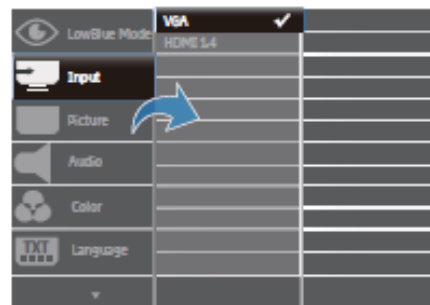 LowBlue Mode
VGA
HDMI 1.4
Input
Picture
Audio
Color
TXT
Language